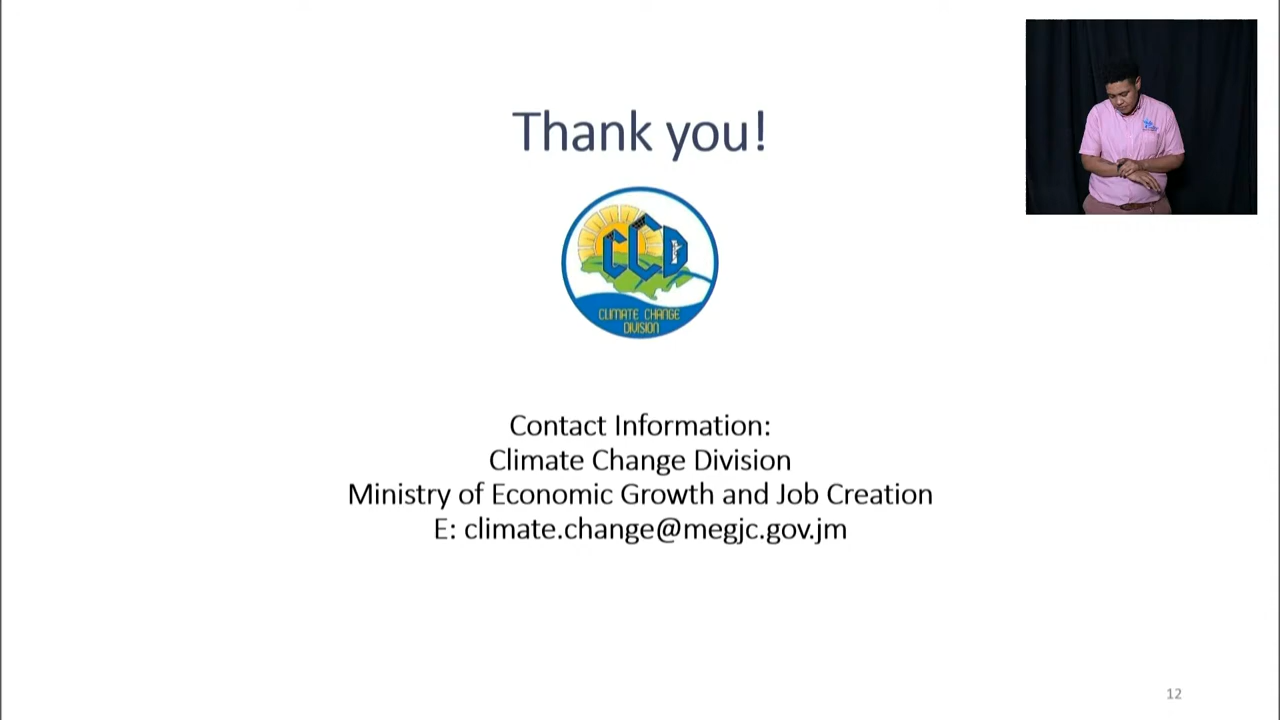 Thank you!
CCD
CLIMATE CHANGE
DIVISION
Contact Information:
Climate Change Division
Ministry of Economic Growth and Job Creation
E: climate.change@megjc.gov.jm
12